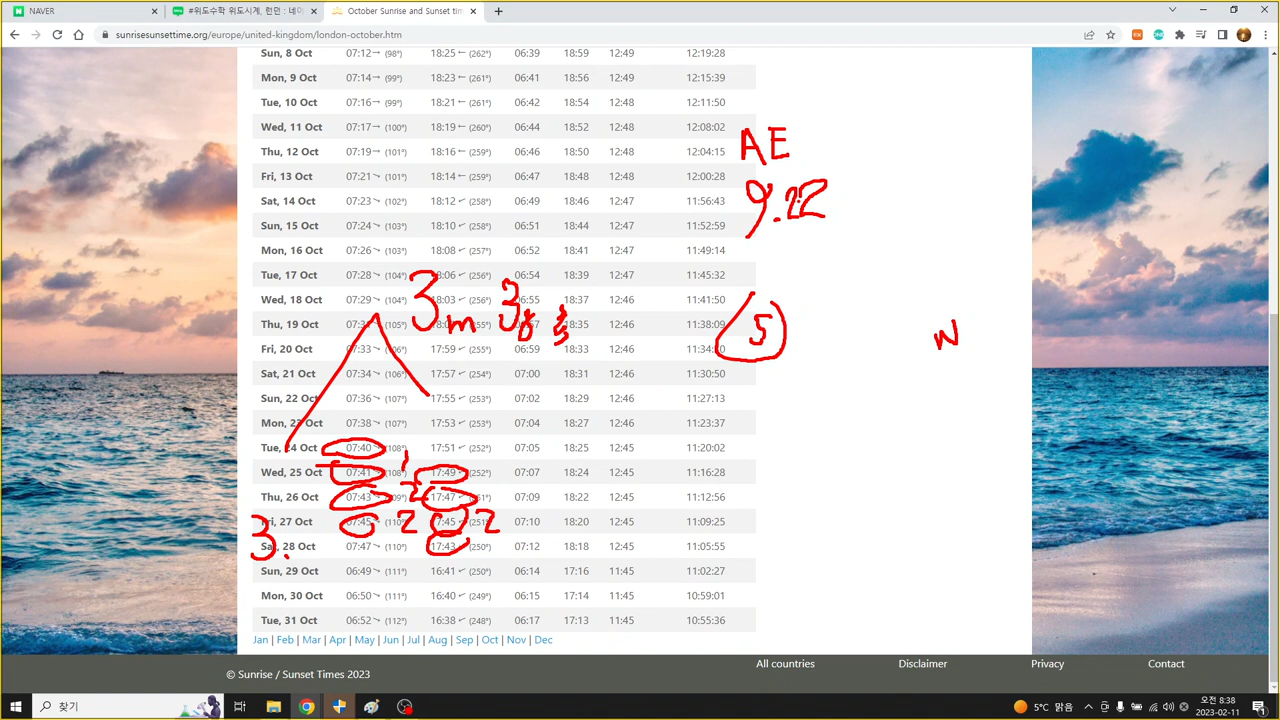 NAVER
#위도수학 위도시계, 런던 : 네이
October Sunrise and Sunset tim
sunrisesunsettime.org/europe/united-kingdom/london-october.htm
Sun, 8 Oct 07:12→ (98°) 18:25← (262°) 06:39 18:59 12:49 12:19:28
Mon, 9 Oct 07:14→ (99°) 18:23← (261°) 06:41 18:56 12:49 12:15:39
Tue, 10 Oct 07:16→ (99°) 18:21← (261°) 06:42 18:54 12:48 12:11:50
Wed, 11 Oct 07:17→ (100°) 18:19← (260°) 06:44 18:52 12:48 12:08:02
AE
Thu, 12 Oct 07:19→ (101°) 18:16← (259°) 06:46 18:50 12:48 12:04:15
Fri, 13 Oct 07:21→ (101°) 18:14← (259°) 06:47 18:48 12:48 12:00:28
Sat, 14 Oct 07:23→ (102°) 18:12← (258°) 06:49 18:46 12:47 11:56:43
9.22
Sun, 15 Oct 07:24→ (103°) 18:10← (258°) 06:51 18:44 12:47 11:52:59
Mon, 16 Oct 07:26→ (103°) 18:08← (257°) 06:52 18:41 12:47 11:49:14
Tue, 17 Oct 07:28↘ (104°) :06↙ (256°) 06:54 18:39 12:47 11:45:32
Wed, 18 Oct 07:29↘ (104°) :03↙ (256°) 06:55 18:37 12:46 11:41:50
3m 3
Thu, 19 Oct (105°) 18:35 12:46 11:38:09
5
N
Fri, 20 Oct 07:33↘ 17:59↙ (255°) 06:59 18:33 12:46 11:34:
Sat, 21 Oct 07:34↘ (106°) 17:57↙ (254°) 07:00 18:31 12:46 11:30:50
Sun, 22 Oct 07:36↘ (107°) 17:55↙ (253°) 07:02 18:29 12:46 11:27:13
Mon, 23 Oct 07:38↘ (107°) 17:53↙ (253°) 07:04 18:27 12:46 11:23:37
Tue, 24 Oct 07:40↘ (108°) 17:51↙ (252°) 07:05 18:25 12:46 11:20:02
Wed, 25 Oct 07:41↘ (108°) 17:49↙ (252°) 07:07 18:24 12:46 11:16:28
Thu, 26 Oct 07:43↘ 17:47↙ 07:09 18:22 12:45 11:12:56
Fri, 27 Oct 07:45↘ (110°) 2 17:45↙ (251°) 2 07:10 18:20 12:45 11:09:25
3.
Sat, 28 Oct 07:47↘ (110°) 17:43↙ (250°) 07:12 18:18 12:45 11:05:55
Sun, 29 Oct 06:49↘ (111°) 16:41↙ (250°) 06:14 17:16 11:45 11:02:27
Mon, 30 Oct 06:50↘ (111°) 16:40↙ (249°) 06:15 17:14 11:45 10:59:01
Tue, 31 Oct 06:52↘ (112°) 16:38↙ (248°) 06:17 17:13 11:45 10:55:36
Jan | Feb | Mar | Apr | May | Jun | Jul | Aug | Sep | Oct | Nov | Dec
© Sunrise / Sunset Times 2023
All countries
Disclaimer
Privacy
Contact
찾기
5°C 맑음
오전 8:38
2023-02-11